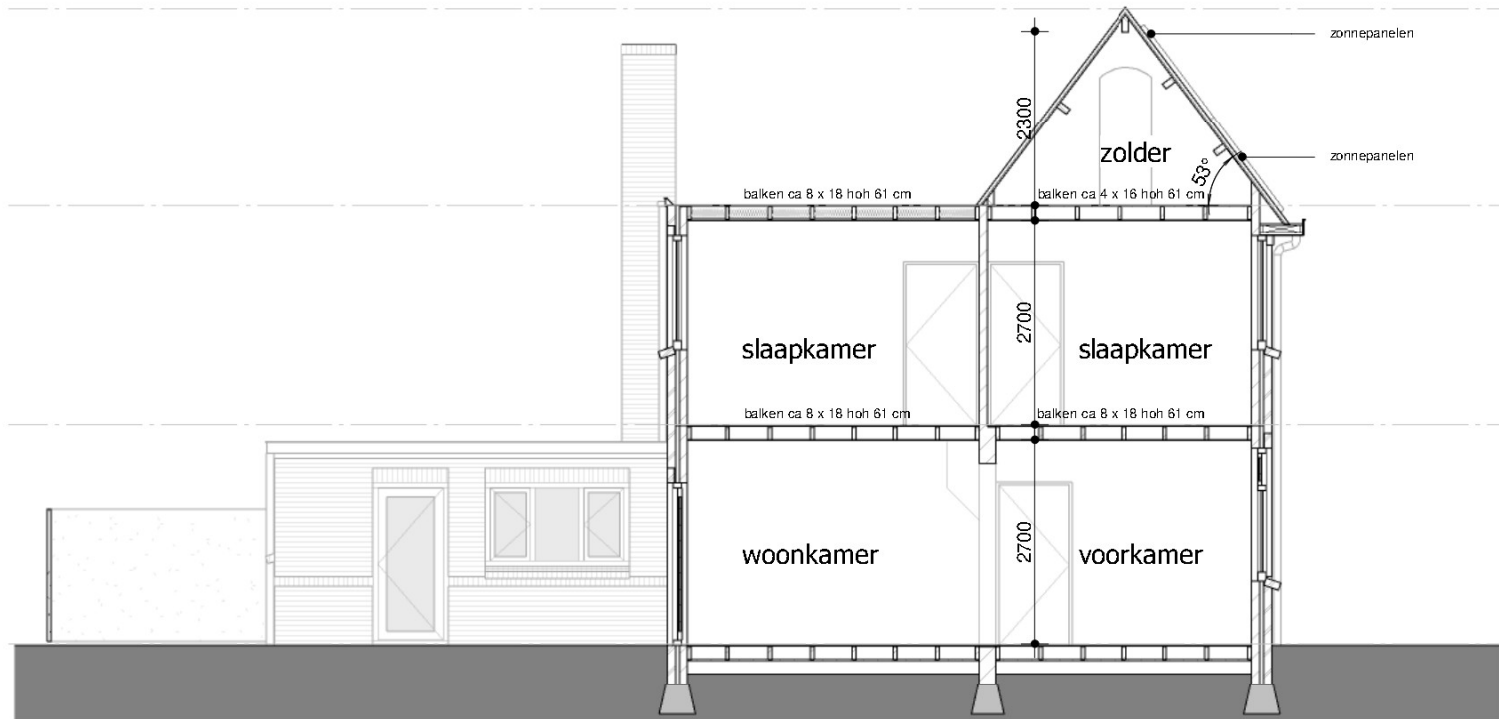 zonnepanelen
2300
zolder
zonnepanelen
53°
balken ca 8 x 18 hoh 61 cm
balken ca 4 x 16 hoh 61 cm
2700
slaapkamer
slaapkamer
balken ca 8 x 18 hoh 61 cm
balken ca 8 x 18 hoh 61 cm
2700
woonkamer
voorkamer